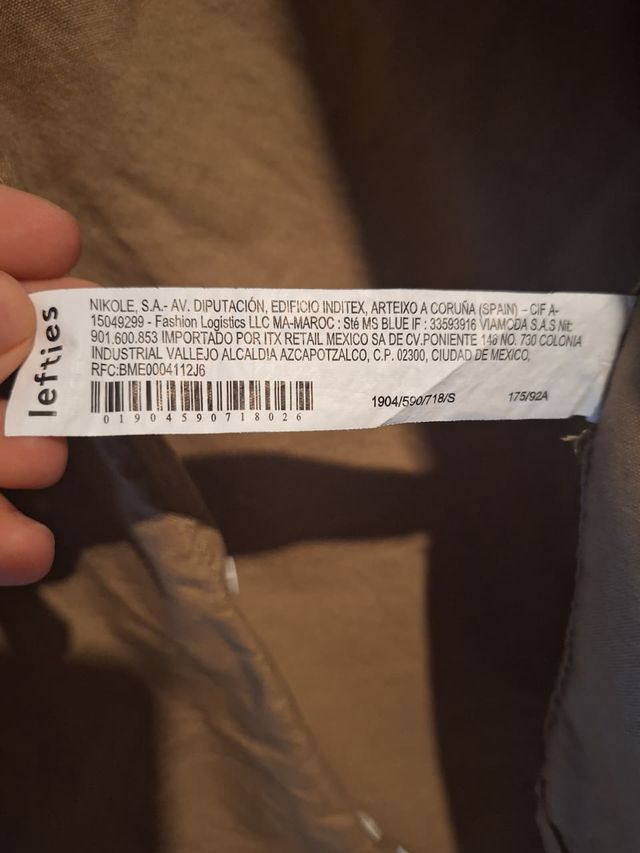 lefties
NIKOLE, S.A.- AV. DIPUTACIÓN, EDIFICIO INDITEX, ARTEIXO A CORUÑA (SPAIN) – CIF A-
15049299 - Fashion Logistics LLC MA-MAROC : Sté MS BLUE IF : 33593916 VIAMODA S.A.S Nit:
901.600.853 IMPORTADO POR ITX RETAIL MEXICO SA DE CV.PONIENTE 146 NO. 730 COLONIA
INDUSTRIAL VALLEJO ALCALDIA AZCAPOTZALCO, C.P. 02300, CIUDAD DE MEXICO,
RFC:BME0004112J6
01904590718026
1904/590/718/S
175/92A